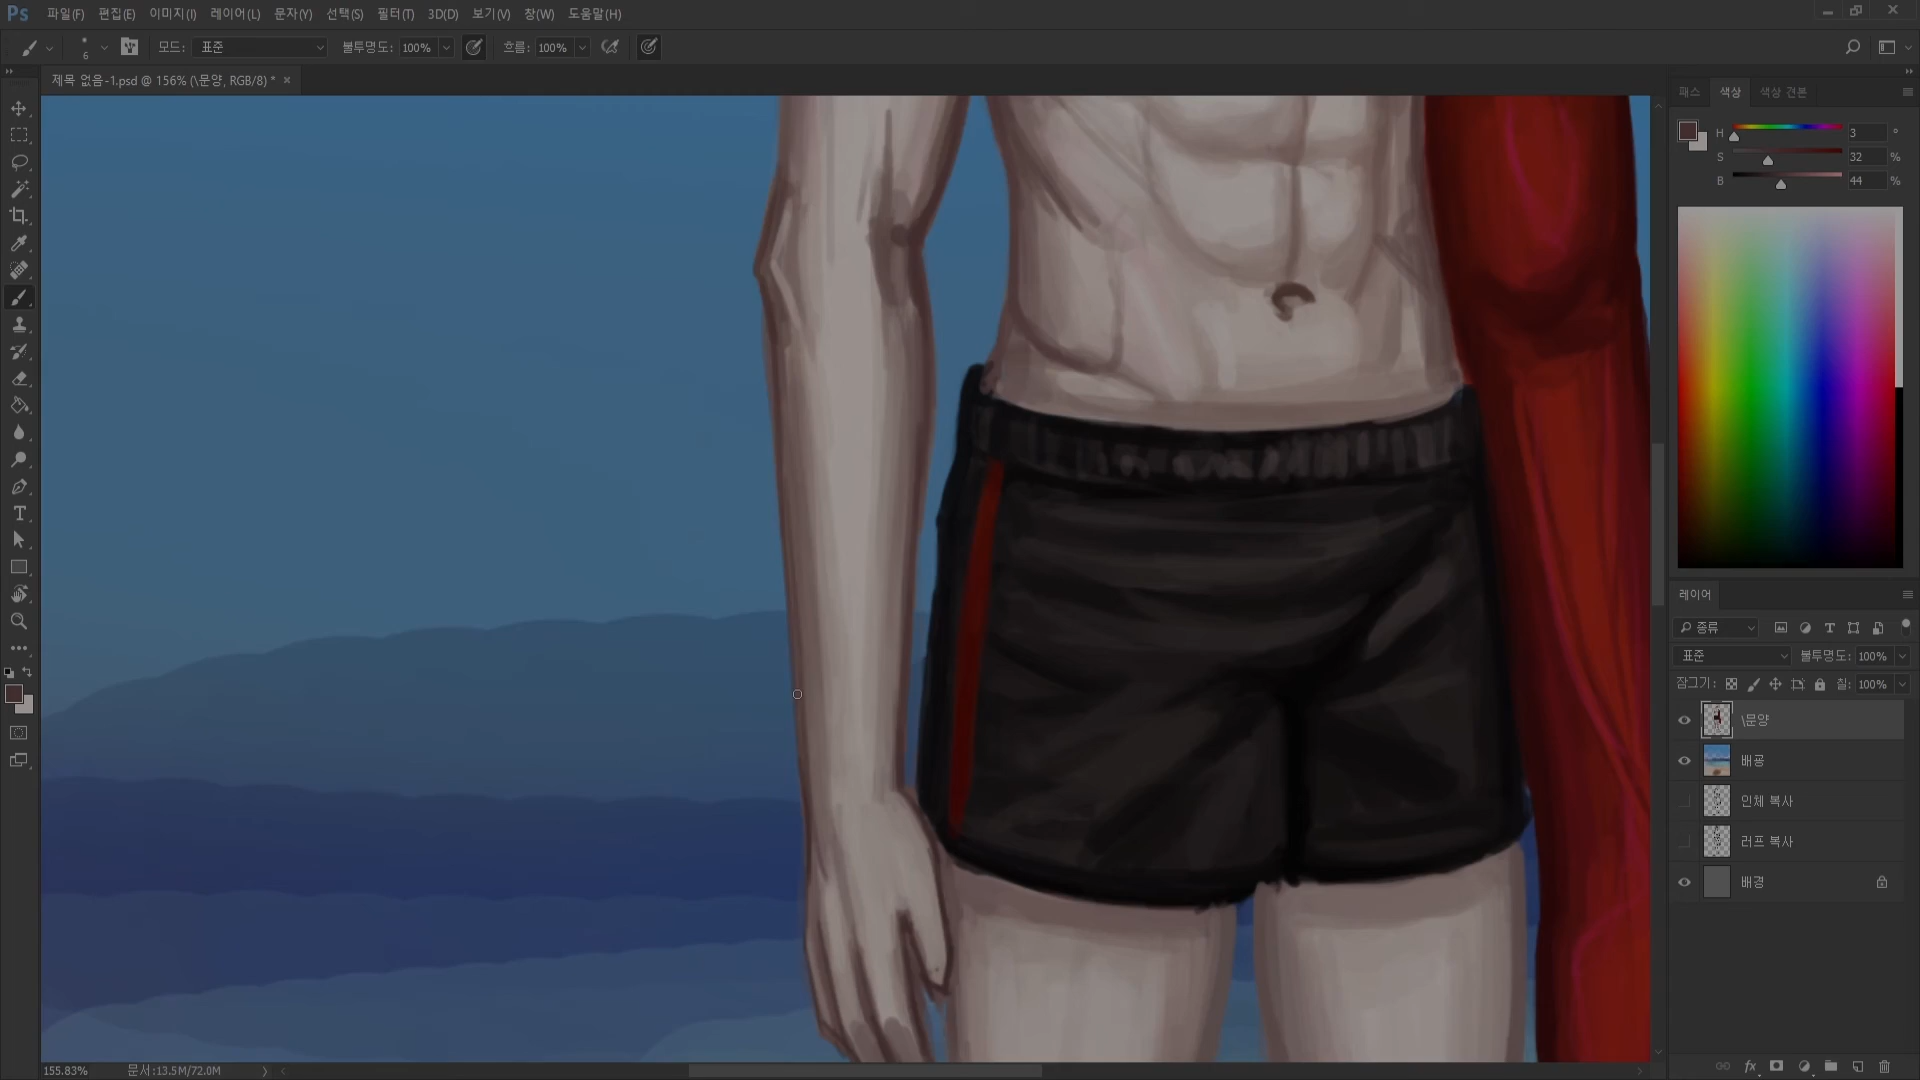 Ps 파일(F) 편집(E) 이미지(I) 레이어(L) 문자(Y) 선택(S) 필터(T) 3D(D) 보기(V) 창(W) 도움말(H)
6 모드: 표준 불투명도: 100% 흐름: 100%
제목 없음-1.psd @ 156% (\문양, RGB/8) * ×
패스 색상 색상 견본
H 3 °
S 32 %
B 44 %
레이어
종류
표준 불투명도: 100%
잠그기: 칠: 100%
\문양
배굥
인체 복사
러프 복사
배경
fx
155.83% 문서:13.5M/72.0M